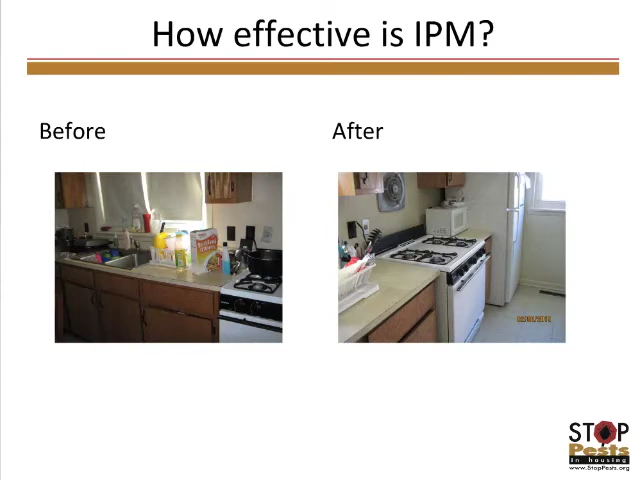 How effective is IPM?
Before
After
STOP
Pests
in housing
www.StopPests.org